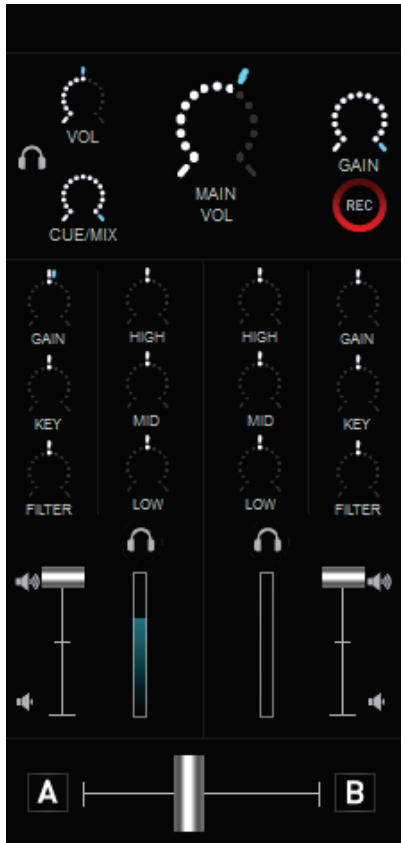 VOL
MAIN
VOL
GAIN
REC
CUE/MIX
GAIN HIGH HIGH GAIN
KEY MID MID KEY
FILTER LOW LOW FILTER
A B